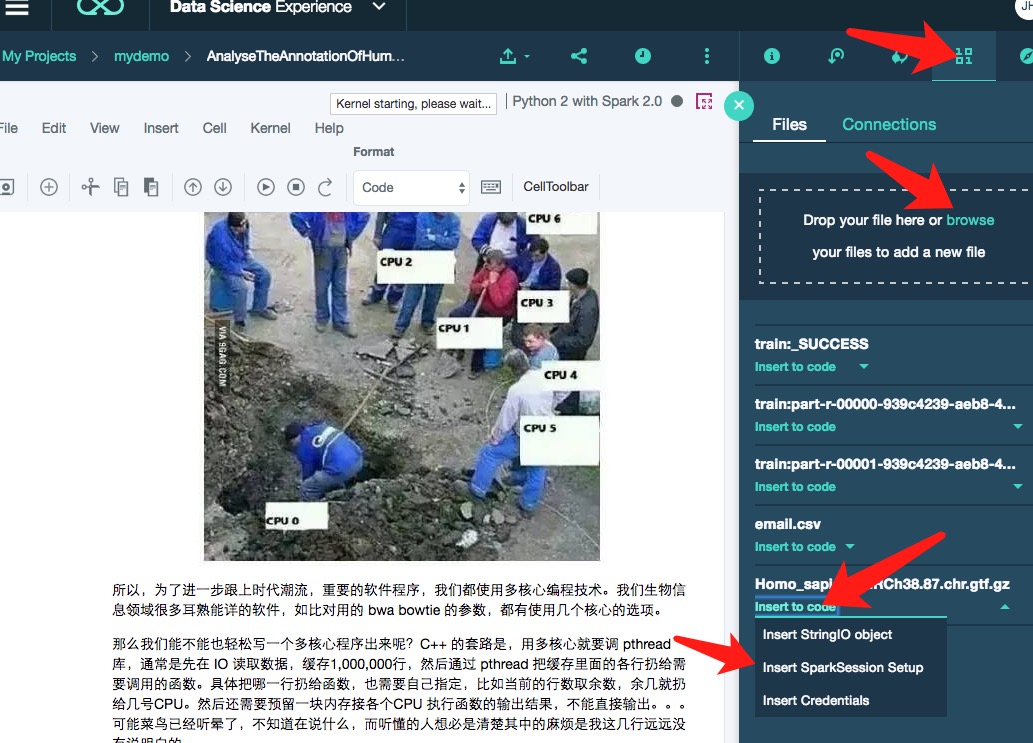 Data Science Experience
JH
My Projects > mydemo > AnalyseTheAnnotationOfHum...
Kernel starting, please wait...
Python 2 with Spark 2.0
File Edit View Insert Cell Kernel Help
Format
Code
CellToolbar
CPU 6
CPU 2
CPU 3
CPU 1
VIA 9GAG.COM
CPU 4
CPU 5
CPU 0
所以，为了进一步跟上时代潮流，重要的软件程序，我们都使用多核心编程技术。我们生物信
息领域很多耳熟能详的软件，如比对用的 bwa bowtie 的参数，都有使用几个核心的选项。
那么我们能不能也轻松写一个多核心程序出来呢？C++ 的套路是，用多核心就要调 pthread
库，通常是先在 IO 读取数据，缓存1,000,000行，然后通过 pthread 把缓存里面的各行扔给需
要调用的函数。具体把哪一行扔给函数，也需要自己指定，比如当前的行数取余数，余几就扔
给几号CPU。然后还需要预留一块内存接各个CPU 执行函数的输出结果，不能直接输出。。。
可能菜鸟已经听晕了，不知道在说什么，而听懂的人想必是清楚其中的麻烦是我这几行远远没
有说明白的
Files
Connections
Drop your file here or browse
your files to add a new file
train:_SUCCESS
Insert to code
train:part-r-00000-939c4239-aeb8-4...
Insert to code
train:part-r-00001-939c4239-aeb8-4...
Insert to code
email.csv
Insert to code
Homo_sap RCh38.87.chr.gtf.gz
Insert to code
Insert StringIO object
Insert SparkSession Setup
Insert Credentials